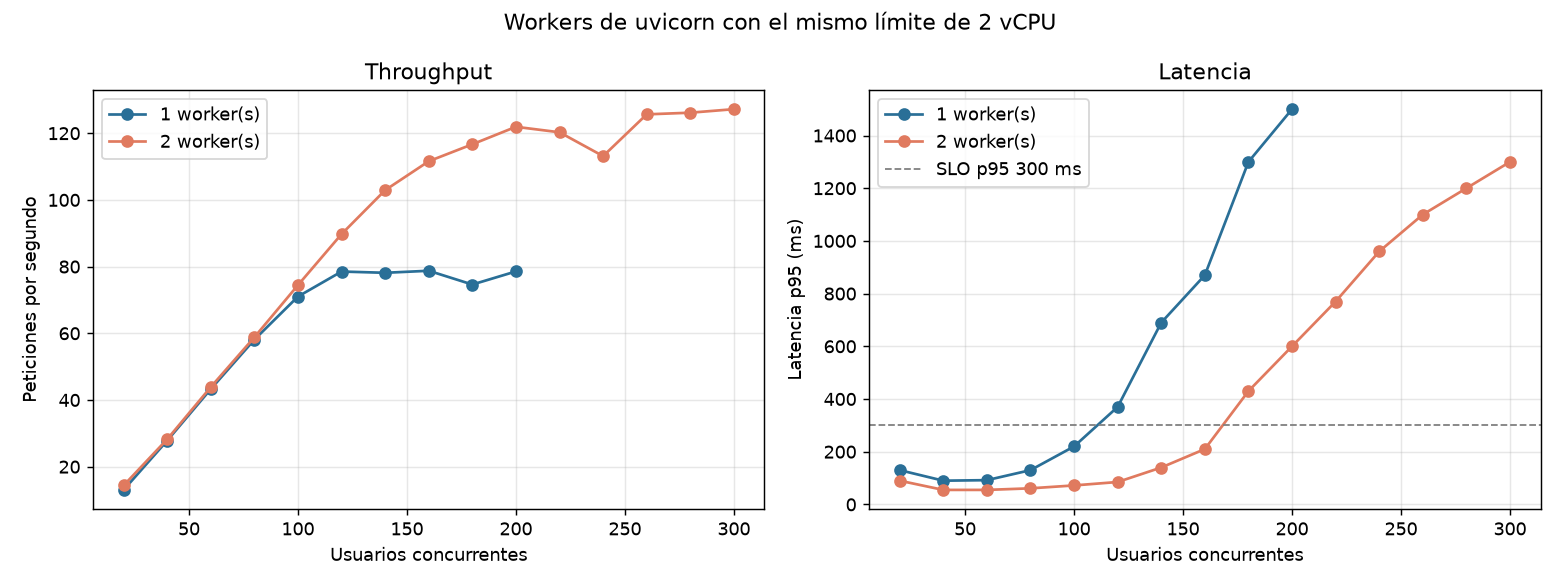 Workers de uvicorn con el mismo límite de 2 vCPU
Throughput
Peticiones por segundo
120
100
80
60
40
20
1 worker(s)
2 worker(s)
50
100
150
200
250
300
Usuarios concurrentes
Latencia
Latencia p95 (ms)
1400
1200
1000
800
600
400
200
0
1 worker(s)
2 worker(s)
SLO p95 300 ms
50
100
150
200
250
300
Usuarios concurrentes